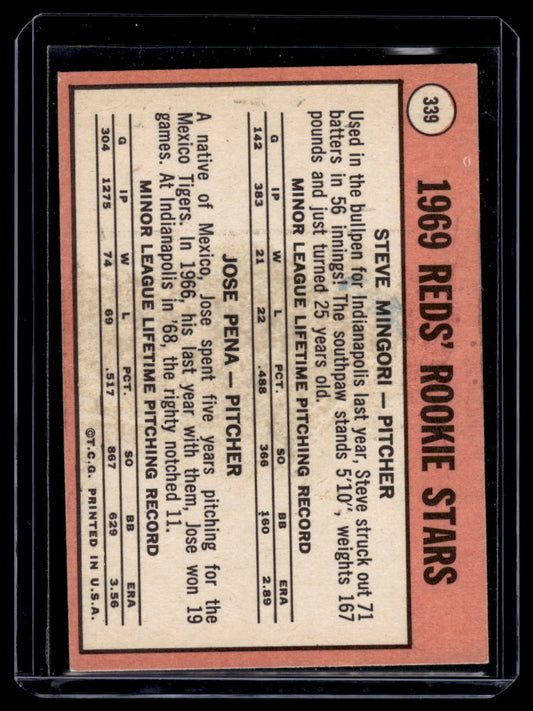 339
1969 REDS' ROOKIE STARS
STEVE MINGORI — PITCHER
Used in the bullpen for Indianapolis last year, Steve struck out 71
batters in 56 innings! The southpaw stands 5'10", weights 167
pounds and just turned 25 years old.
MINOR LEAGUE LIFETIME PITCHING RECORD
G IP W L PCT. SO BB ERA
142 383 21 22 .488 366 160 2.89
JOSE PENA — PITCHER
A native of Mexico, Jose spent five years pitching for the
Mexico Tigers. In 1966, his last year with them, Jose won 19
games. At Indianapolis in '68, the righty notched 11.
MINOR LEAGUE LIFETIME PITCHING RECORD
G IP W L PCT. SO BB ERA
304 1275 74 69 .517 867 629 3.56
©T.C.G. PRINTED IN U.S.A.